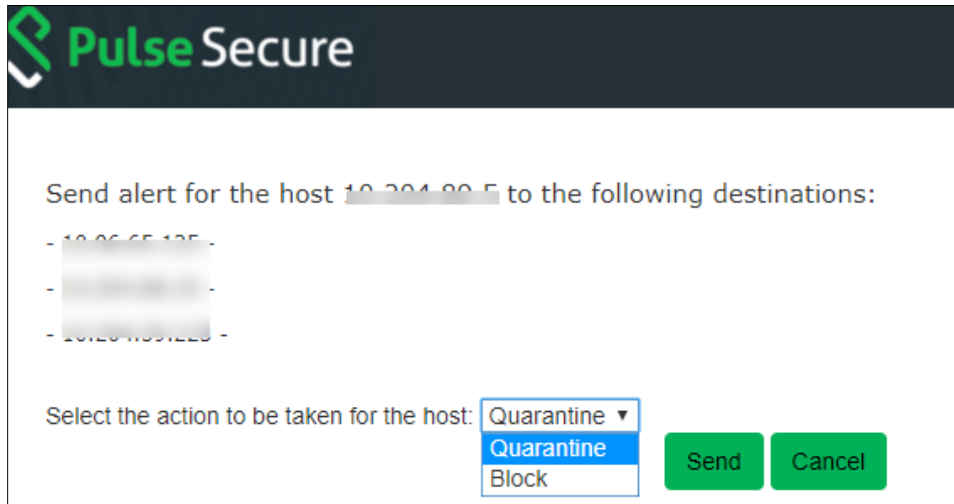 Pulse Secure
Send alert for the host to the following destinations:
Select the action to be taken for the host: Quarantine
Quarantine
Block
Send
Cancel